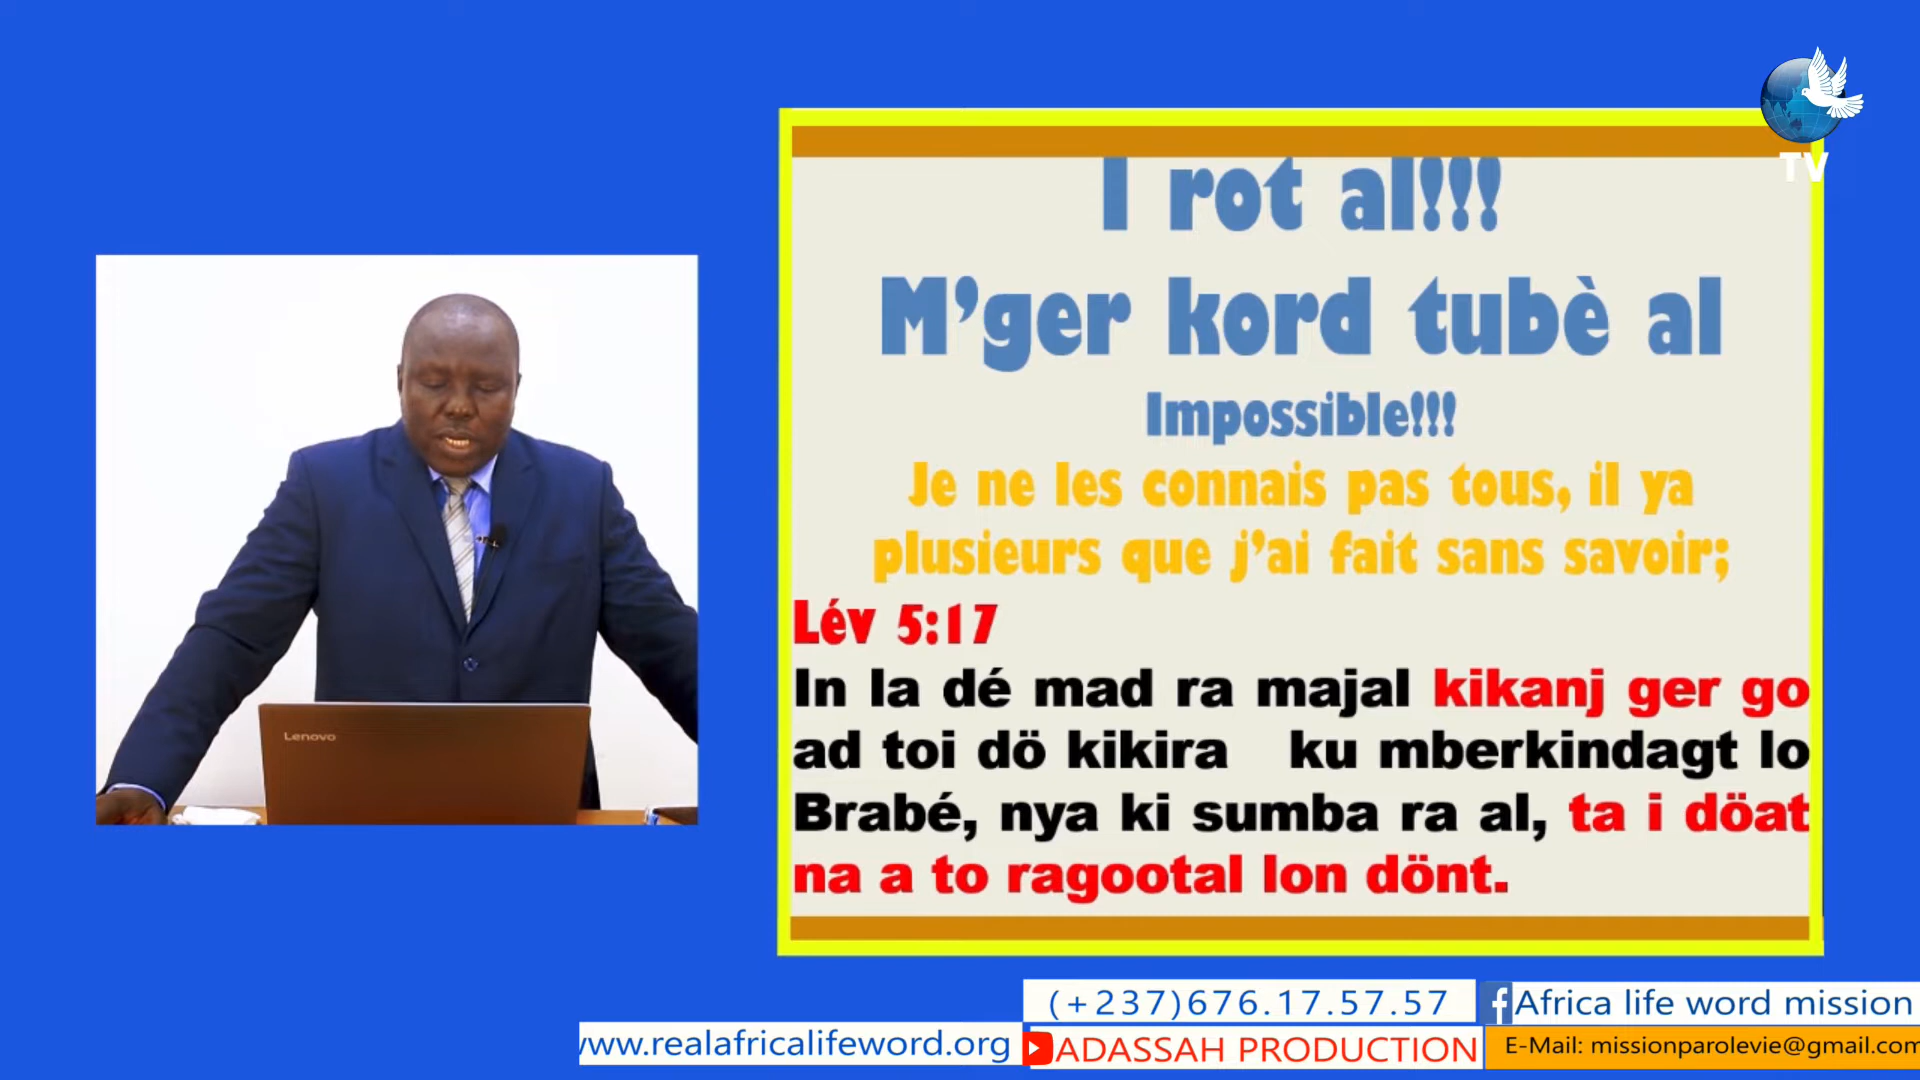 TV
I rot al!!!
M'ger kord tubè al
Impossible!!!
Je ne les connais pas tous, il ya
plusieurs que j'ai fait sans savoir;
Lév 5:17
In la dé mad ra majal kikanj ger go
ad toi dö kikira ku mberkindagt lo
Brabé, nya ki sumba ra al, ta i döat
na a to ragootal lon dönt.
Lenovo
(+237)676.17.57.57
Africa life word mission
www.realafricalifeword.org
ADASSAH PRODUCTION
E-Mail: missionparolevie@gmail.com